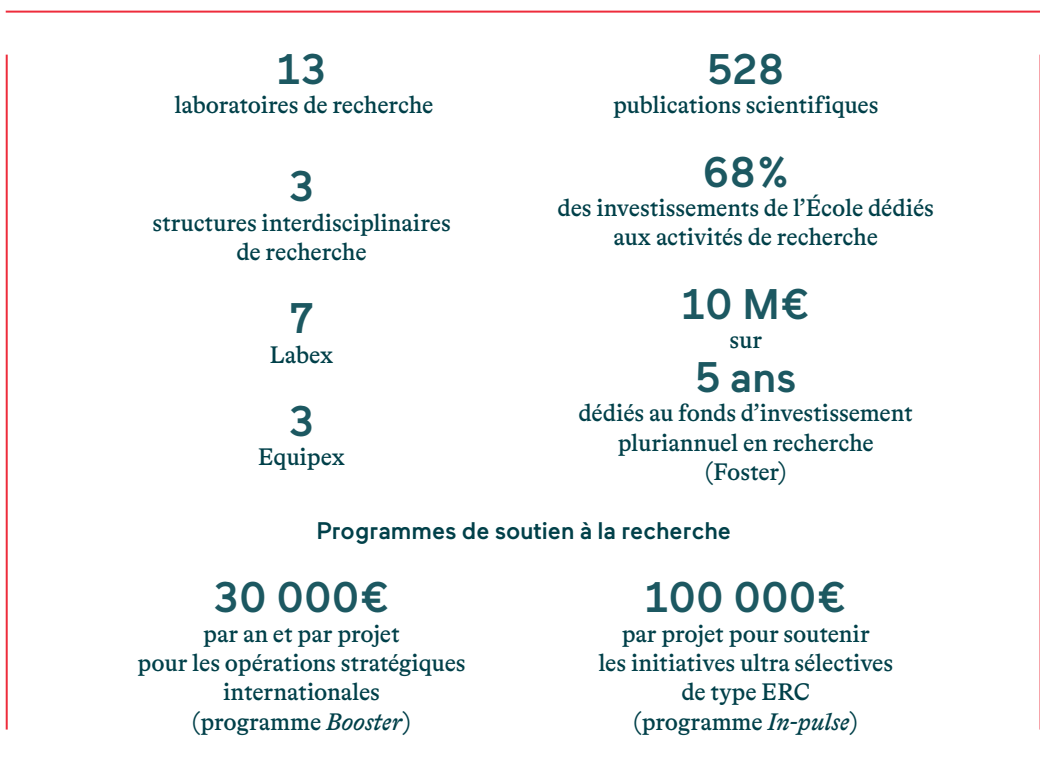 13
laboratoires de recherche
3
structures interdisciplinaires
de recherche
7
Labex
3
Equipex
528
publications scientifiques
68%
des investissements de l’École dédiés
aux activités de recherche
10 M€
sur
5 ans
dédiés au fonds d’investissement
pluriannuel en recherche
(Foster)
Programmes de soutien à la recherche
30 000€
par an et par projet
pour les opérations stratégiques
internationales
(programme Booster)
100 000€
par projet pour soutenir
les initiatives ultra sélectives
de type ERC
(programme In-pulse)